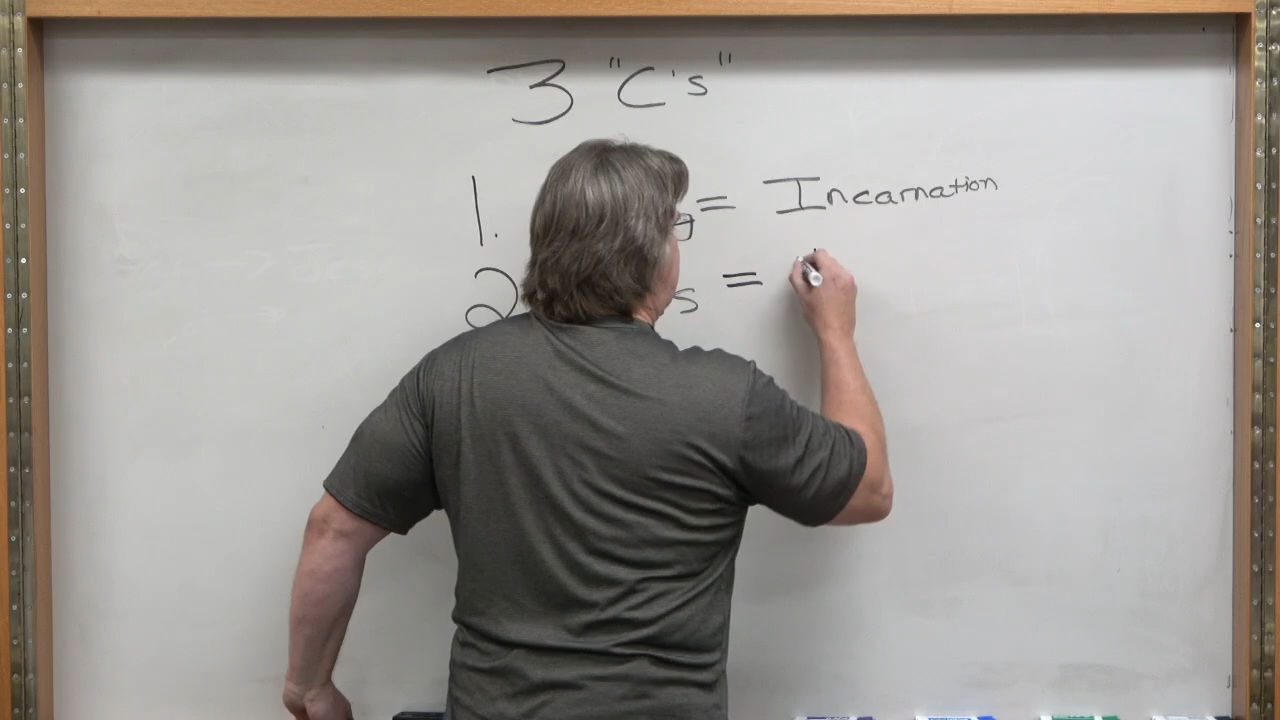 3 "C's"
1. = Incarnation
2 s =